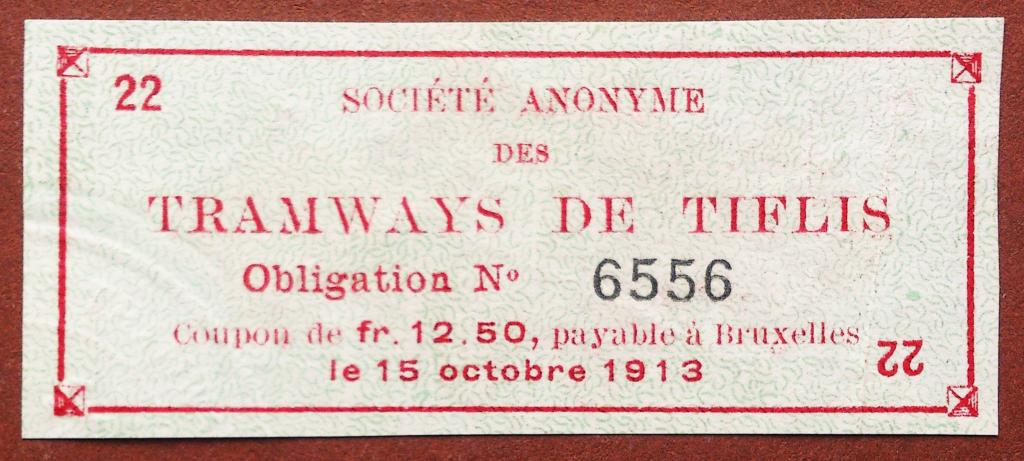 22
SOCIÉTÉ ANONYME
DES
TRAMWAYS DE TIFLIS
Obligation Nº 6556
Coupon de fr. 12.50, payable à Bruxelles
le 15 octobre 1913
22